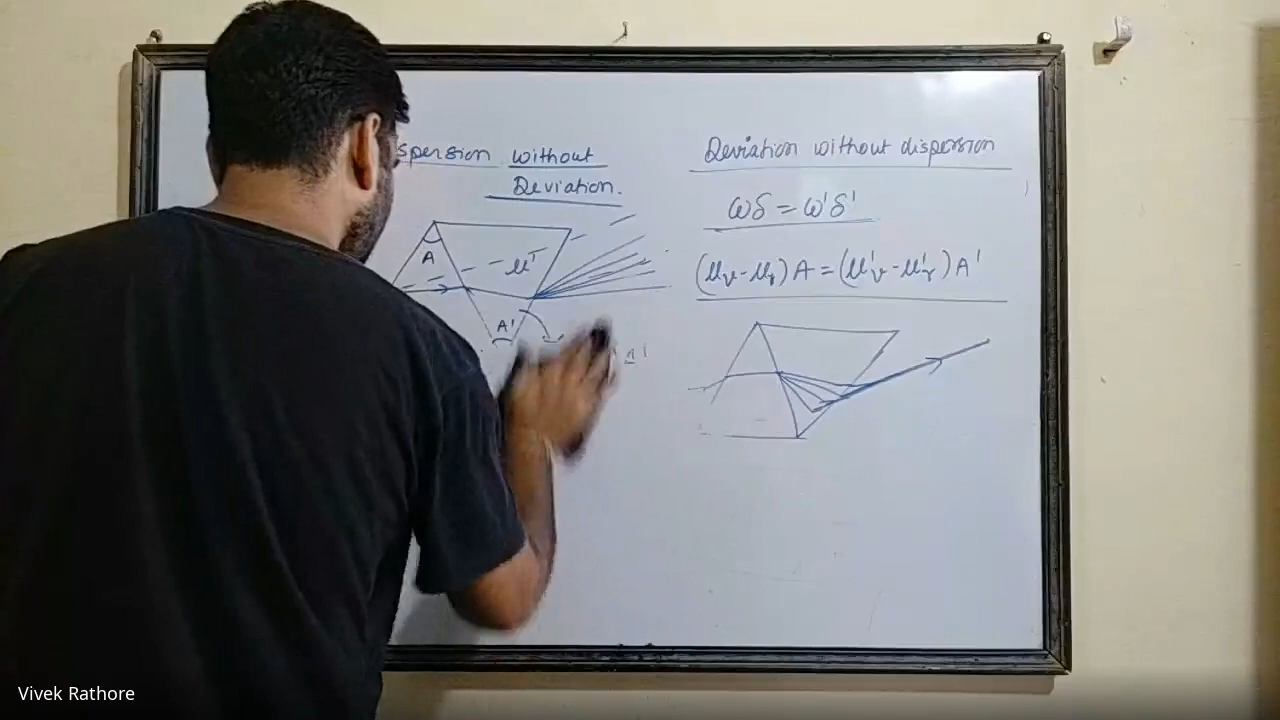 spersion without
Deviation.
A
μ
A'
Deviation without dispersion
ωδ = ω'δ'
(μv - μr) A = (μ'v - μ'r) A'
Vivek Rathore